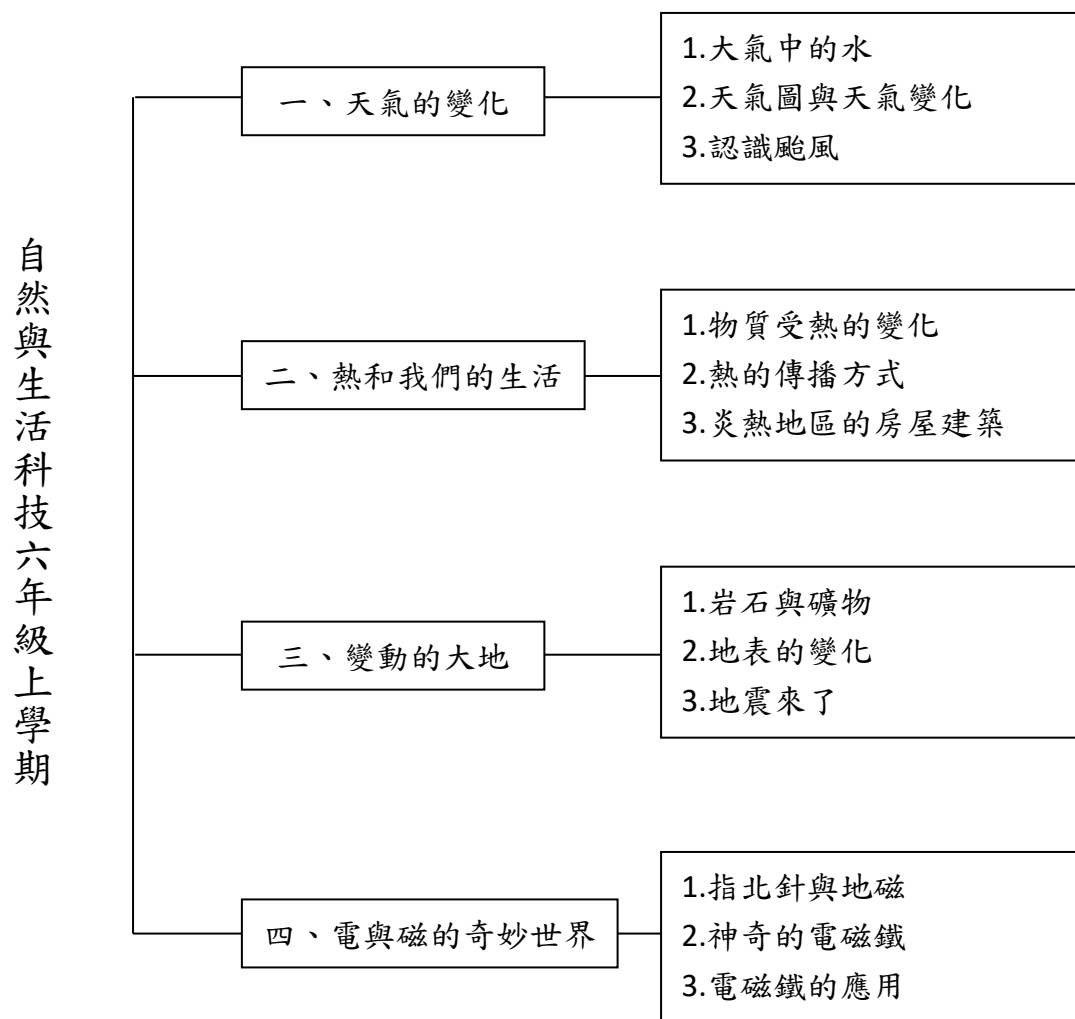 自然與生活科技六年級上學期
一、天氣的變化
1.大氣中的水
2.天氣圖與天氣變化
3.認識颱風
二、熱和我們的生活
1.物質受熱的變化
2.熱的傳播方式
3.炎熱地區的房屋建築
三、變動的大地
1.岩石與礦物
2.地表的變化
3.地震來了
四、電與磁的奇妙世界
1.指北針與地磁
2.神奇的電磁鐵
3.電磁鐵的應用